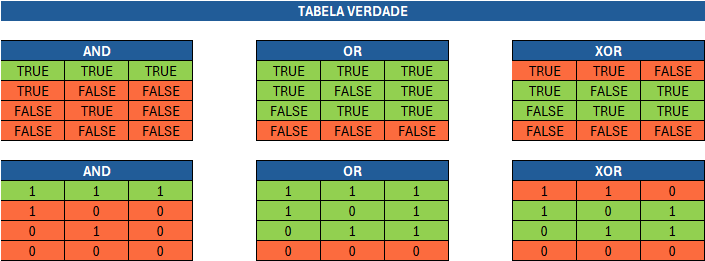 TABELA VERDADE
AND OR XOR
TRUE TRUE TRUE TRUE TRUE TRUE TRUE TRUE FALSE
TRUE FALSE FALSE TRUE FALSE TRUE TRUE FALSE TRUE
FALSE TRUE FALSE FALSE TRUE TRUE FALSE TRUE TRUE
FALSE FALSE FALSE FALSE FALSE FALSE FALSE FALSE FALSE
AND OR XOR
1 1 1 1 1 1 1 1 0
1 0 0 1 0 1 1 0 1
0 1 0 0 1 1 0 1 1
0 0 0 0 0 0 0 0 0